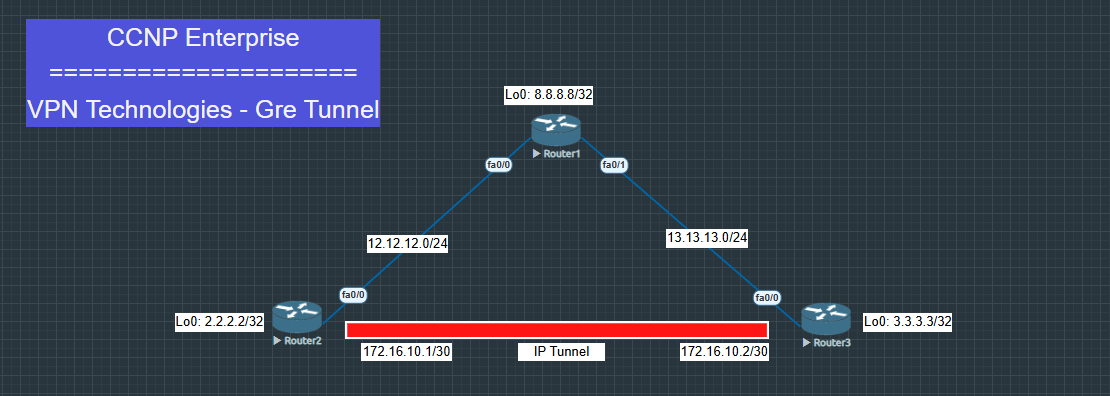 CCNP Enterprise
=====================
VPN Technologies - Gre Tunnel
Lo0: 8.8.8.8/32
Router1
fa0/0
fa0/1
12.12.12.0/24
13.13.13.0/24
fa0/0
fa0/0
Lo0: 2.2.2.2/32
Router2
Lo0: 3.3.3.3/32
Router3
172.16.10.1/30
IP Tunnel
172.16.10.2/30